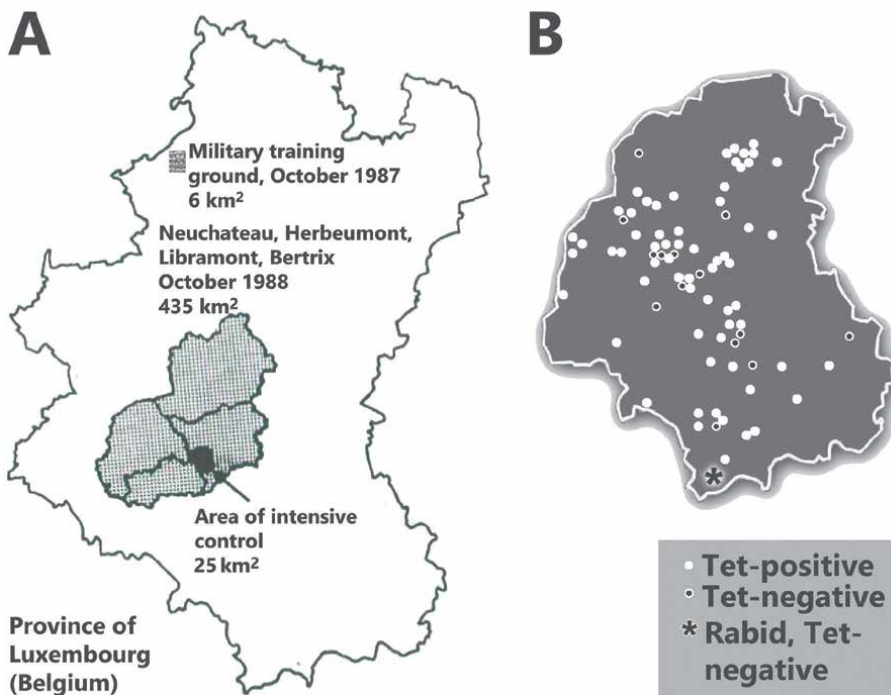 A
Military training
ground, October 1987
6 km²
Neuchateau, Herbeumont,
Libramont, Bertrix
October 1988
435 km²
Area of intensive
control
25 km²
Province of
Luxembourg
(Belgium)
B
Tet-positive
Tet-negative
* Rabid, Tet-
negative